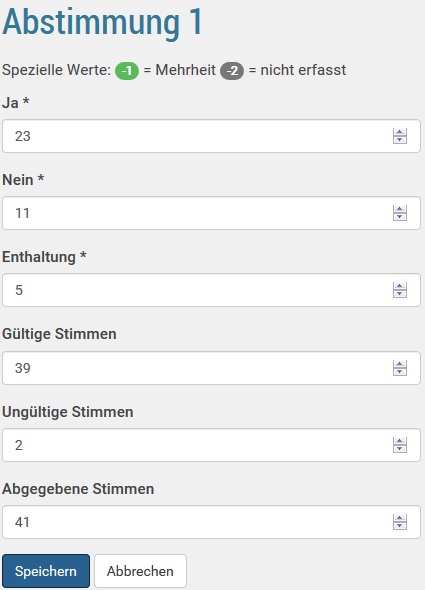 Abstimmung 1
Spezielle Werte: -1 = Mehrheit -2 = nicht erfasst
Ja *
23
Nein *
11
Enthaltung *
5
Gültige Stimmen
39
Ungültige Stimmen
2
Abgegebene Stimmen
41
Speichern Abbrechen